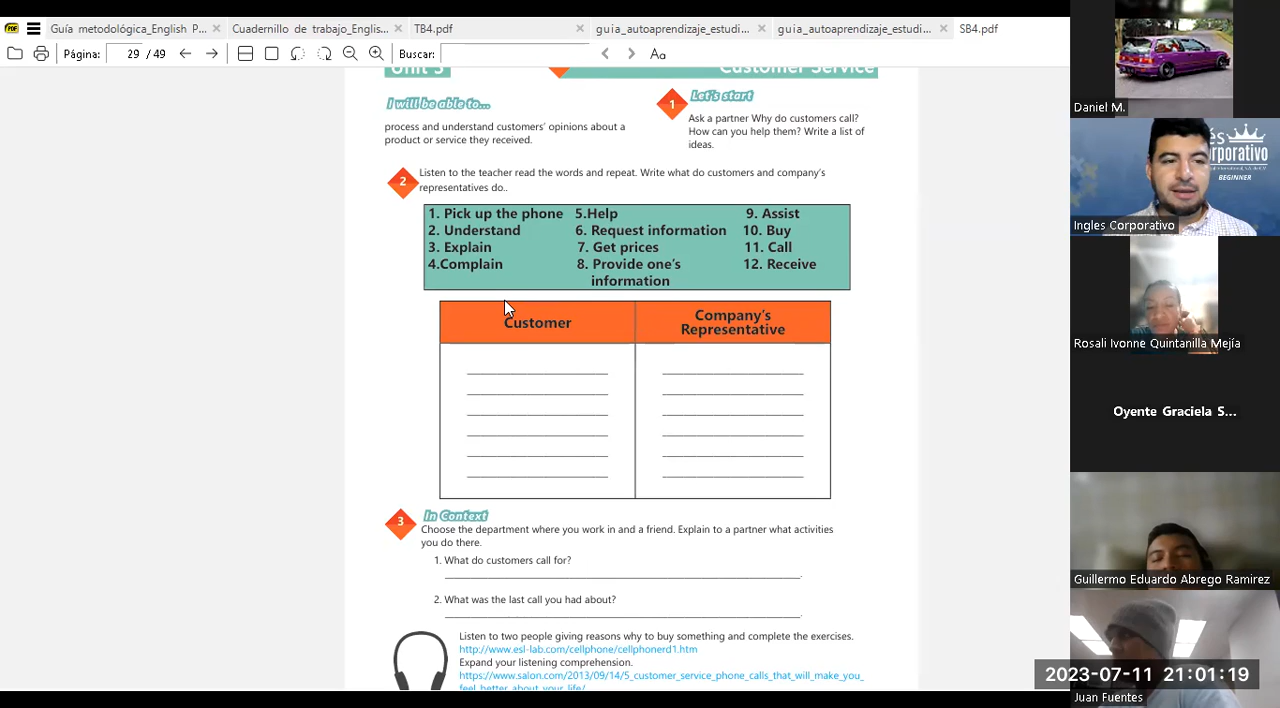 Guía metodológica_English P...
Cuadernillo de trabajo_Englis...
TB4.pdf
guia_autoaprendizaje_estudi...
guia_autoaprendizaje_estudi...
SB4.pdf
Página: 29 / 49
Buscar:
Aa
Unit 5
Customer Service
I will be able to...
process and understand customers' opinions about a
product or service they received.
1
Let's start
Ask a partner Why do customers call?
How can you help them? Write a list of
ideas.
2
Listen to the teacher read the words and repeat. Write what do customers and company's
representatives do..
1. Pick up the phone
2. Understand
3. Explain
4.Complain
5.Help
6. Request information
7. Get prices
8. Provide one's
information
9. Assist
10. Buy
11. Call
12. Receive
Customer
Company's
Representative
3
In Context
Choose the department where you work in and a friend. Explain to a partner what activities
you do there.
1. What do customers call for?
2. What was the last call you had about?
Listen to two people giving reasons why to buy something and complete the exercises.
http://www.esl-lab.com/cellphone/cellphonerd1.htm
Expand your listening comprehension.
https://www.salon.com/2013/09/14/5_customer_service_phone_calls_that_will_make_you_
feel_better_about_your_life/
Daniel M.
BEGINNER
Ingles Corporativo
Rosali Ivonne Quintanilla Mejía
Oyente Graciela S...
Guillermo Eduardo Abrego Ramirez
2023-07-11 21:01:19
Juan Fuentes